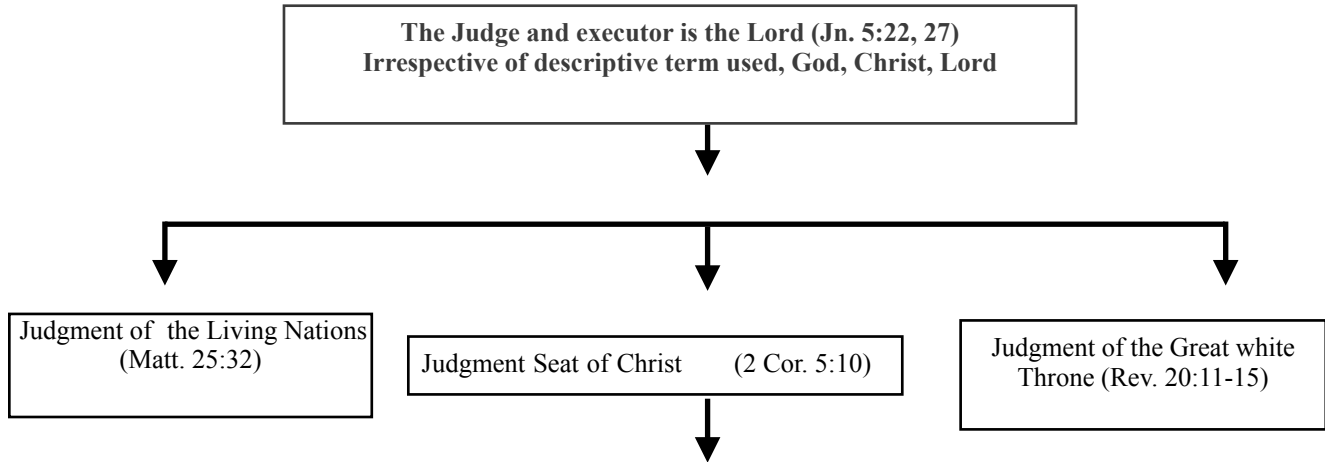 The Judge and executor is the Lord (Jn. 5:22, 27)
Irrespective of descriptive term used, God, Christ, Lord
Judgment of the Living Nations
(Matt. 25:32)
Judgment Seat of Christ (2 Cor. 5:10)
Judgment of the Great white
Throne (Rev. 20:11-15)